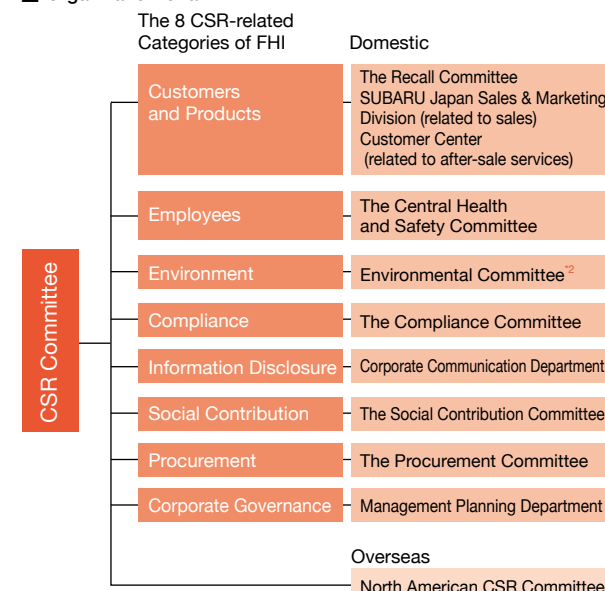 The 8 CSR-related
Categories of FHI
Domestic
Customers
and Products
The Recall Committee
SUBARU Japan Sales & Marketing
Division (related to sales)
Customer Center
(related to after-sale services)
Employees
The Central Health
and Safety Committee
Environment
Environmental Committee*2
Compliance
The Compliance Committee
CSR Committee
Information Disclosure
Corporate Communication Department
Social Contribution
The Social Contribution Committee
Procurement
The Procurement Committee
Corporate Governance
Management Planning Department
Overseas
North American CSR Committee